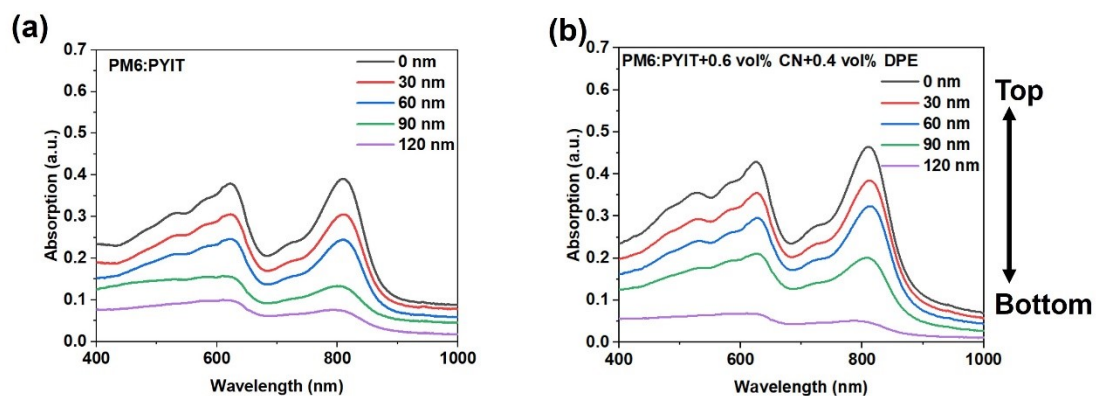 (a)
PM6:PYIT
0 nm
30 nm
60 nm
90 nm
120 nm
0.7
0.6
0.5
0.4
0.3
0.2
0.1
0.0
Absorption (a.u.)
400
600
800
1000
Wavelength (nm)
(b)
PM6:PYIT+0.6 vol% CN+0.4 vol% DPE
0 nm
30 nm
60 nm
90 nm
120 nm
0.7
0.6
0.5
0.4
0.3
0.2
0.1
0.0
Absorption (a.u.)
400
600
800
1000
Wavelength (nm)
Top
Bottom